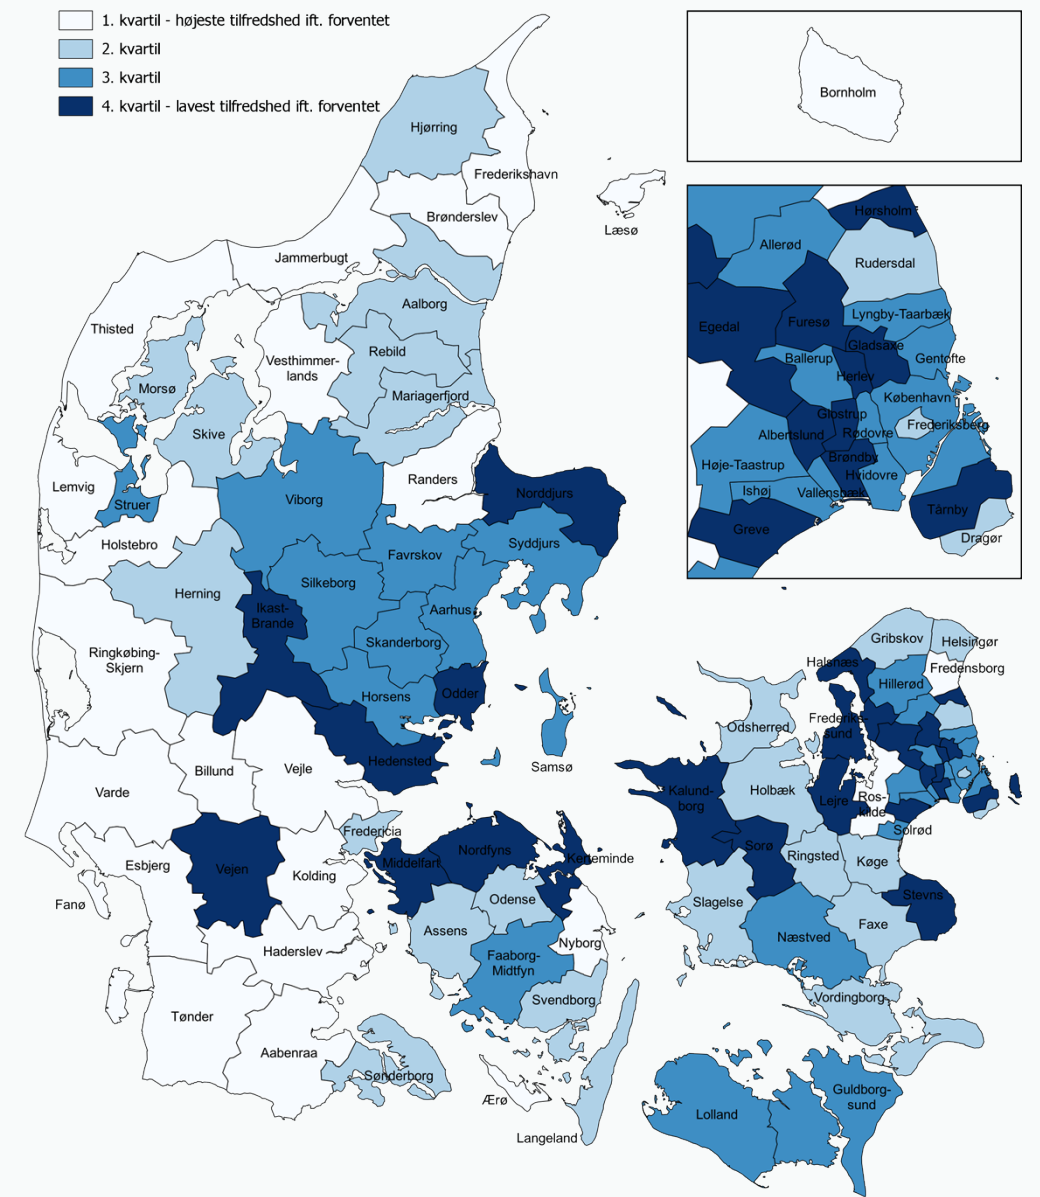 1. kvartil - højeste tilfredshed ift. forventet
2. kvartil
3. kvartil
4. kvartil - lavest tilfredshed ift. forventet
Bornholm
Hjørring
Frederikshavn
Brønderslev
Læsø
Jammerbugt
Aalborg
Thisted
Rebild
Vesthimmer-
lands
Morsø
Mariagerfjord
Skive
Lemvig
Struer
Viborg
Randers
Norddjurs
Holstebro
Favrskov
Syddjurs
Herning
Silkeborg
Ikast-
Brande
Aarhus
Skanderborg
Ringkøbing-
Skjern
Horsens
Odder
Hedensted
Samsø
Billund
Vejle
Varde
Fredericia
Esbjerg
Vejen
Kolding
Middelfart
Nordfyns
Kerteminde
Fanø
Odense
Assens
Nyborg
Haderslev
Faaborg-
Midtfyn
Svendborg
Tønder
Aabenraa
Sønderborg
Ærø
Langeland
Hørsholm
Allerød
Rudersdal
Egedal
Furesø
Lyngby-Taarbæk
Gladsaxe
Ballerup
Gentofte
Herlev
København
Glostrup
Frederiksberg
Albertslund
Rødovre
Brøndby
Høje-Taastrup
Hvidovre
Ishøj
Vallensbæk
Greve
Tårnby
Dragør
Gribskov
Helsingør
Halsnæs
Fredensborg
Hillerød
Odsherred
Frederiks-
sund
Kalund-
borg
Holbæk
Lejre
Ros-
kilde
Solrød
Sorø
Ringsted
Køge
Slagelse
Stevns
Faxe
Næstved
Vordingborg
Guldborg-
sund
Lolland